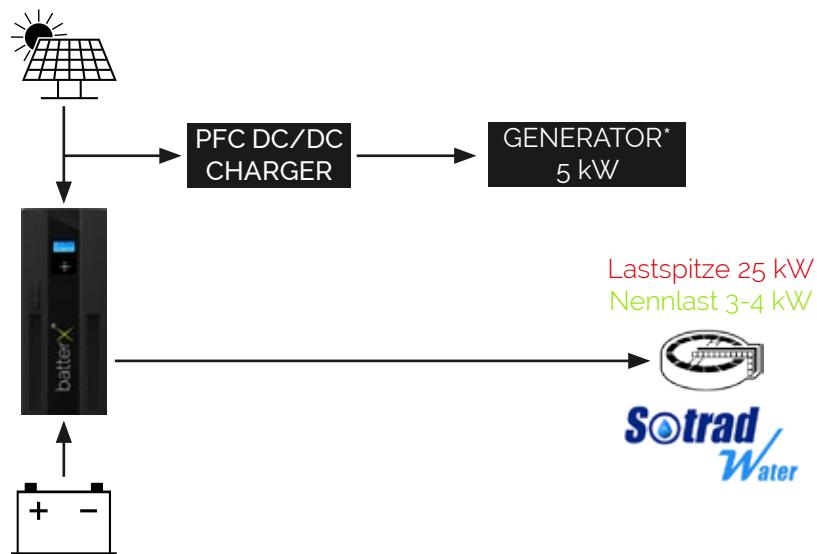 PFC DC/DC
CHARGER
GENERATOR*
5 kW
Lastspitze 25 kW
Nennlast 3-4 kW
batterX
Sotrad
Water
+ -